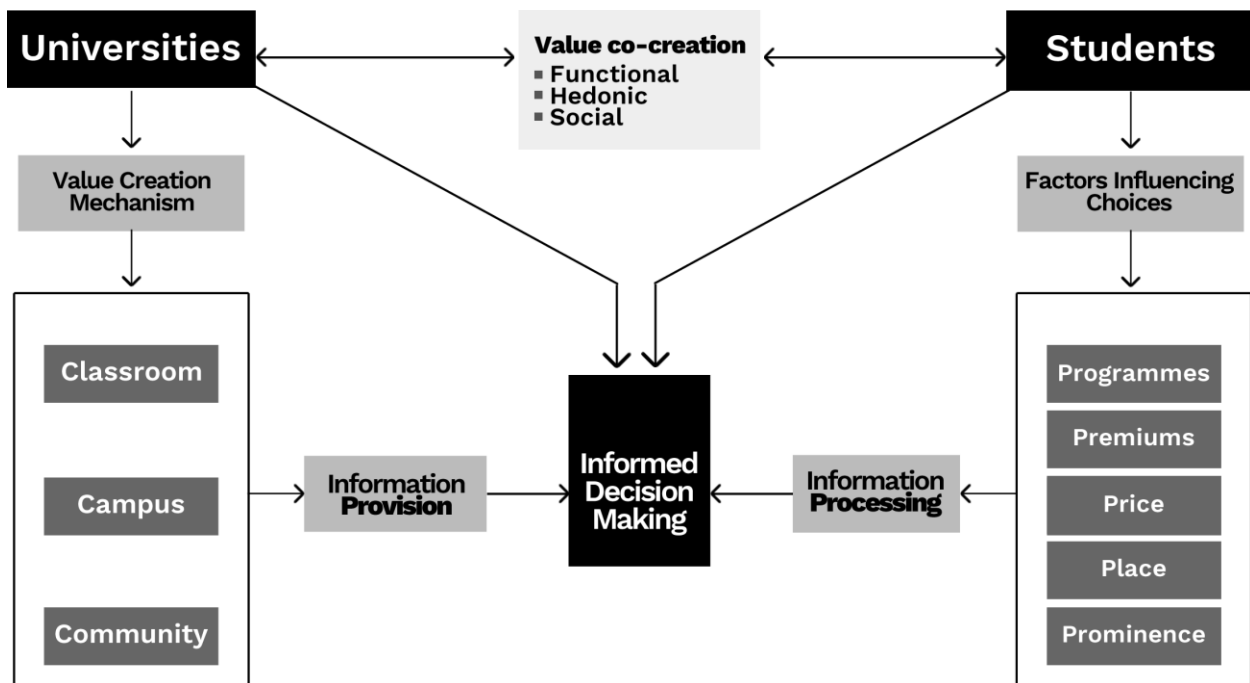 Universities
Value co-creation
▪ Functional
▪ Hedonic
▪ Social
Students
Value Creation
Mechanism
Factors Influencing
Choices
Classroom
Campus
Community
Information
Provision
Informed
Decision
Making
Information
Processing
Programmes
Premiums
Price
Place
Prominence